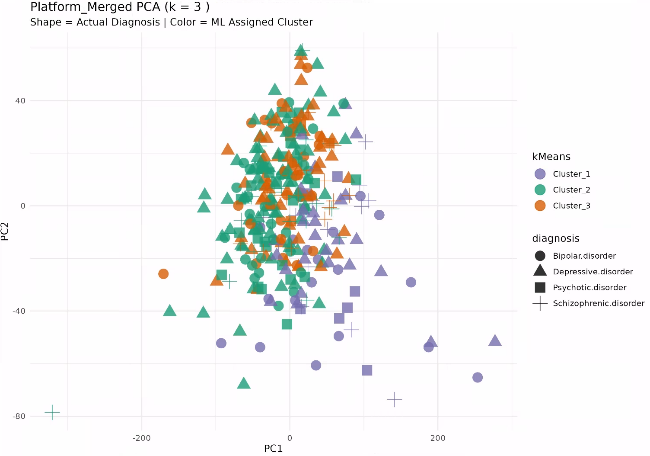 Platform_Merged PCA (k = 3 )
Shape = Actual Diagnosis | Color = ML Assigned Cluster
40
0
-40
-80
PC2
-200
0
200
PC1
kMeans
Cluster_1
Cluster_2
Cluster_3
diagnosis
Bipolar.disorder
Depressive.disorder
Psychotic.disorder
Schizophrenic.disorder